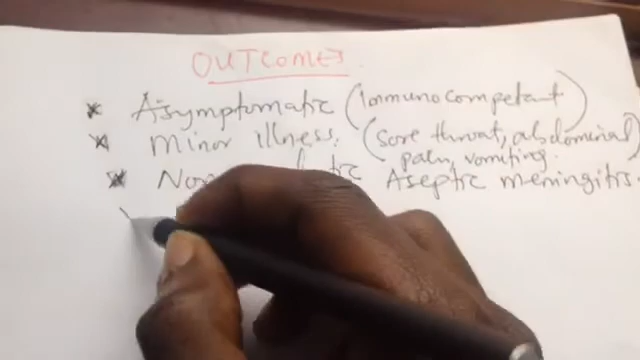 OUTCOMES
* Asymptomatic (immunocompetent)
* Minor illness. (sore throat, abdominal
pain, vomiting.
* Aseptic meningitis.